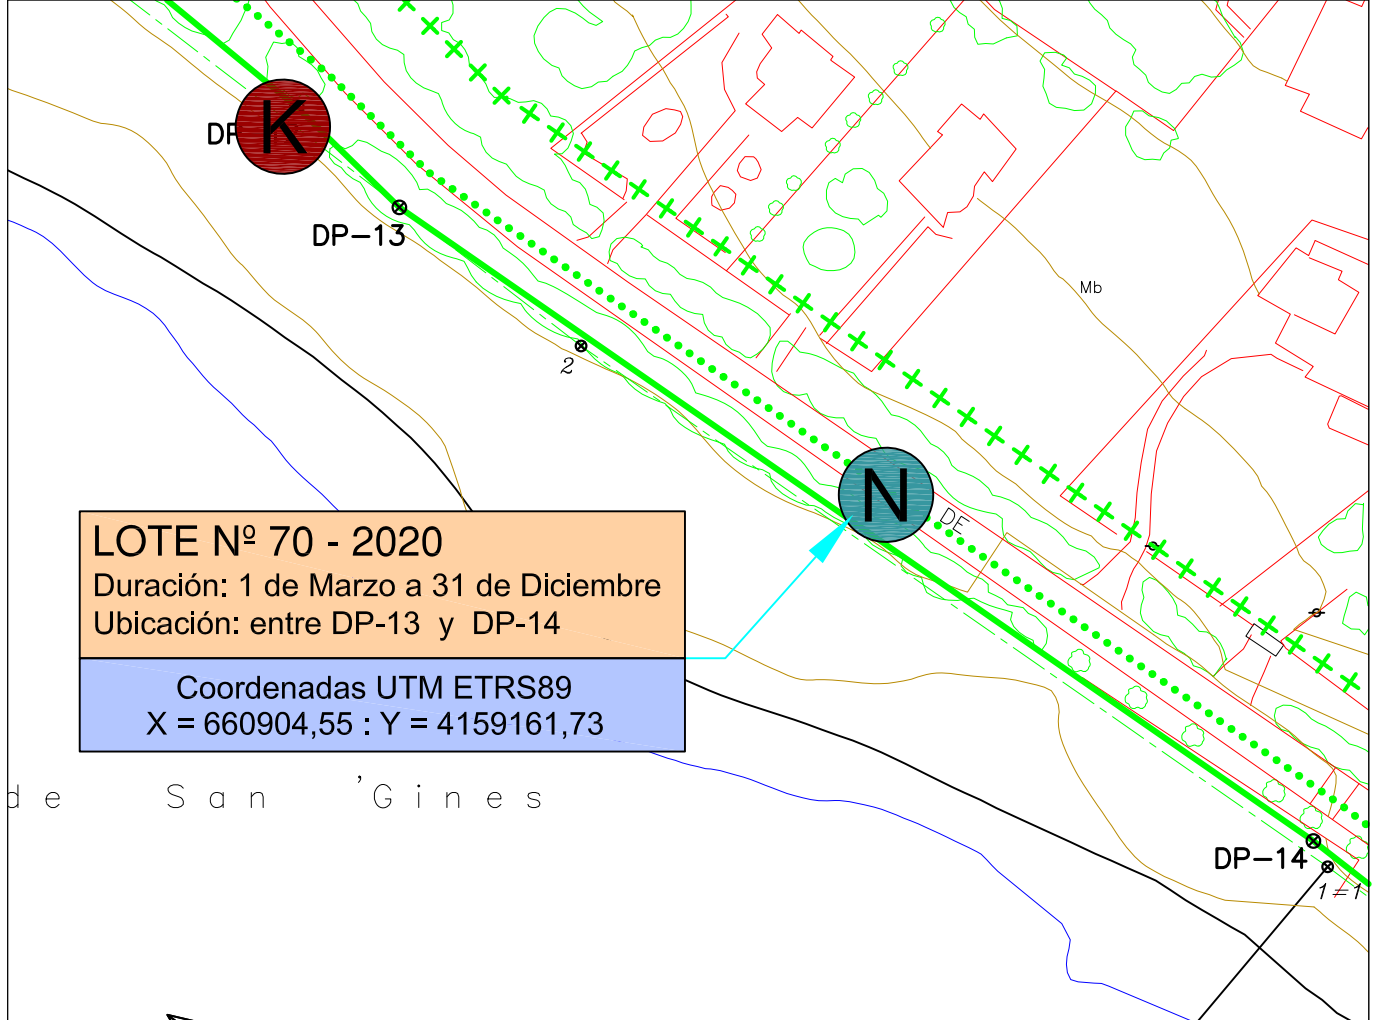 K
DP-13
Mb
2
N
DE
LOTE Nº 70 - 2020
Duración: 1 de Marzo a 31 de Diciembre
Ubicación: entre DP-13 y DP-14
Coordenadas UTM ETRS89
X = 660904,55 : Y = 4159161,73
de San 'Gines
DP-14
1=1